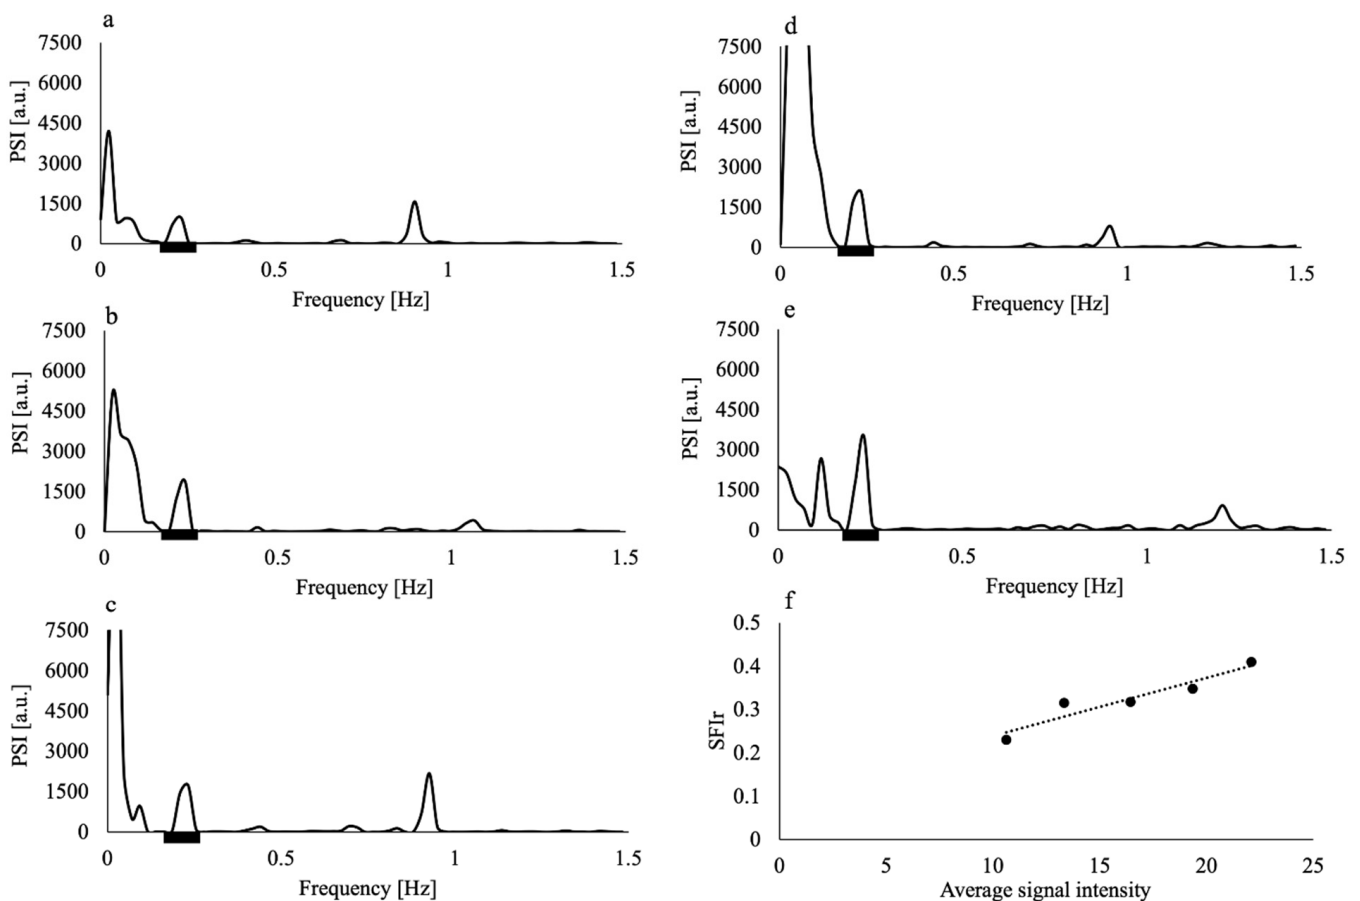 a
7500
6000
4500
3000
1500
0
PSI [a.u.]
0 0.5 1 1.5
Frequency [Hz]
b
7500
6000
4500
3000
1500
0
PSI [a.u.]
0 0.5 1 1.5
Frequency [Hz]
c
7500
6000
4500
3000
1500
0
PSI [a.u.]
0 0.5 1 1.5
Frequency [Hz]
d
7500
6000
4500
3000
1500
0
PSI [a.u.]
0 0.5 1 1.5
Frequency [Hz]
e
7500
6000
4500
3000
1500
0
PSI [a.u.]
0 0.5 1 1.5
Frequency [Hz]
f
0.5
0.4
0.3
0.2
0.1
0
SFIr
0 5 10 15 20 25
Average signal intensity